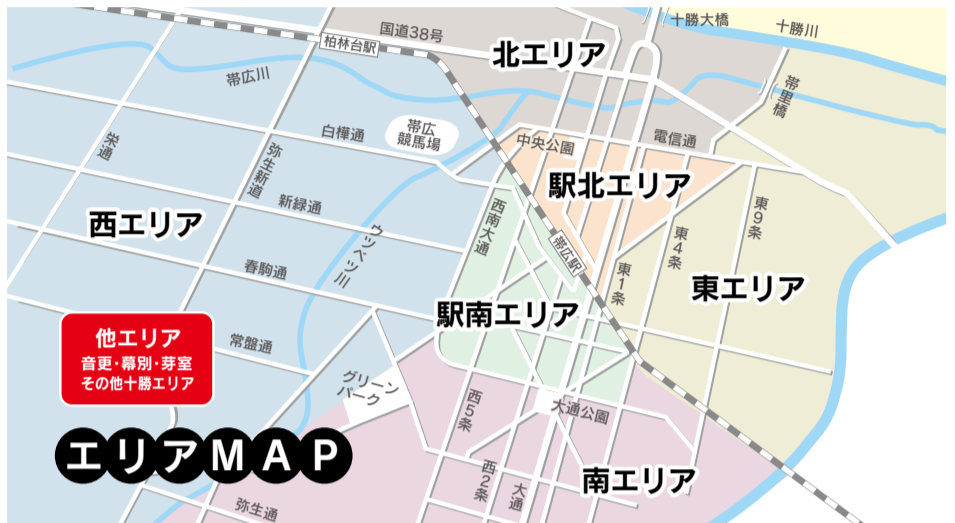 十勝大橋
十勝川
国道38号
柏林台駅
北エリア
帯広川
帯里橋
白樺通
帯広
競馬場
中央公園
電信通
栄通
弥生新道
駅北エリア
新緑通
西南大通
東9条
西エリア
ウツベツ川
東4条
帯広駅
春駒通
東1条
東エリア
駅南エリア
他エリア
音更・幕別・芽室
その他十勝エリア
常盤通
グリーン
パーク
西5条
大通公園
エリアMAP
西2条
大通
南エリア
弥生通